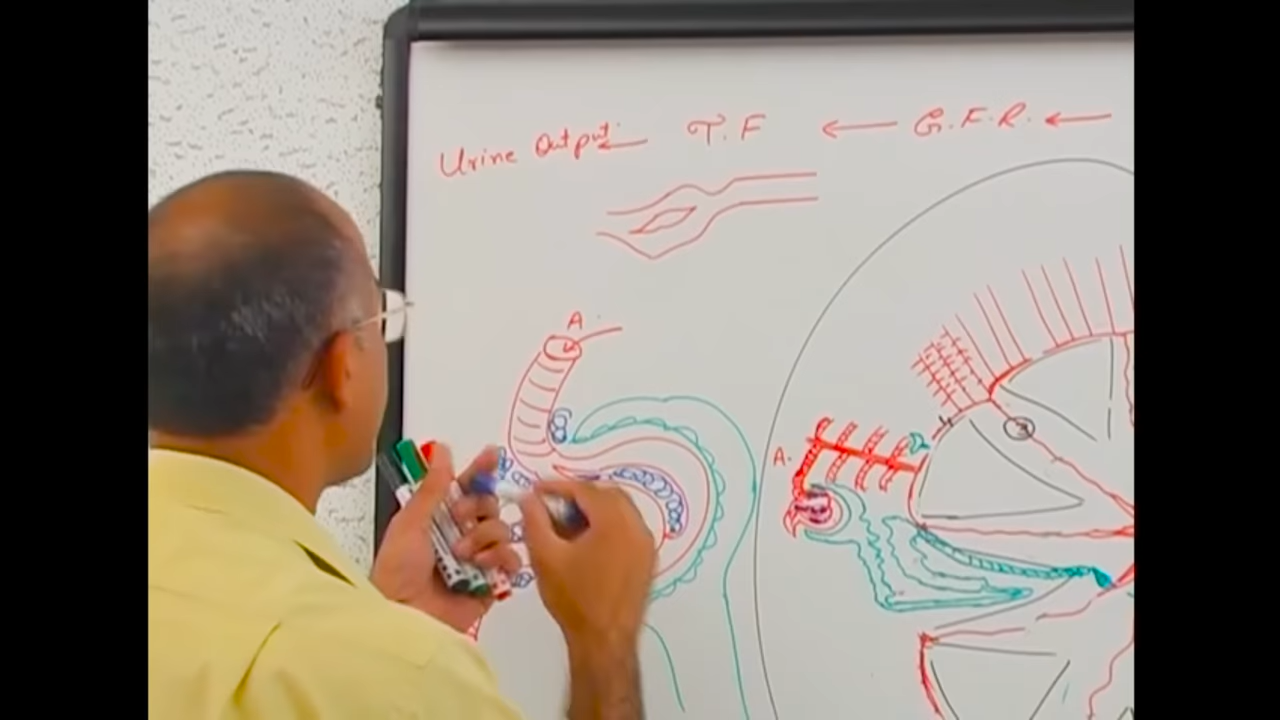 Urine Output ← T.F ← G.F.R. ←
A
A.